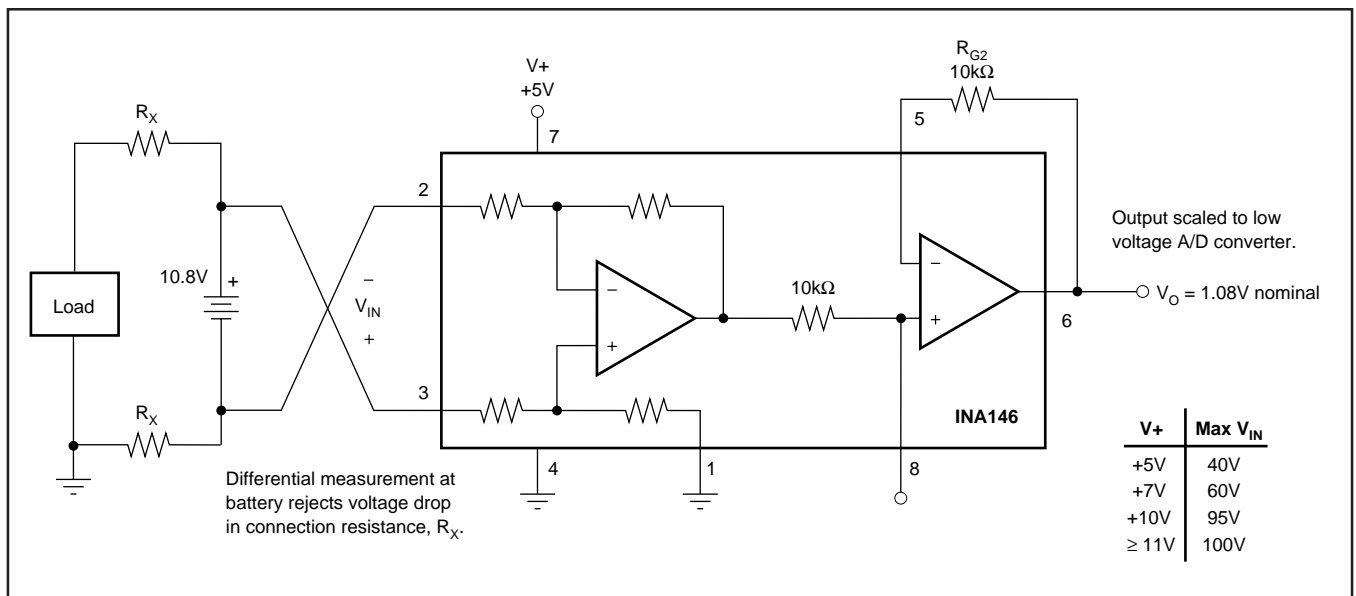 R_X
Load
R_X
10.8V
+
−
V_IN
+
Differential measurement at
battery rejects voltage drop
in connection resistance, R_X.
V+
+5V
7
2
3
4
1
8
−
+
10kΩ
INA146
R_G2
10kΩ
5
−
+
6
Output scaled to low
voltage A/D converter.
V_O = 1.08V nominal
V+ Max V_IN
+5V 40V
+7V 60V
+10V 95V
≥ 11V 100V